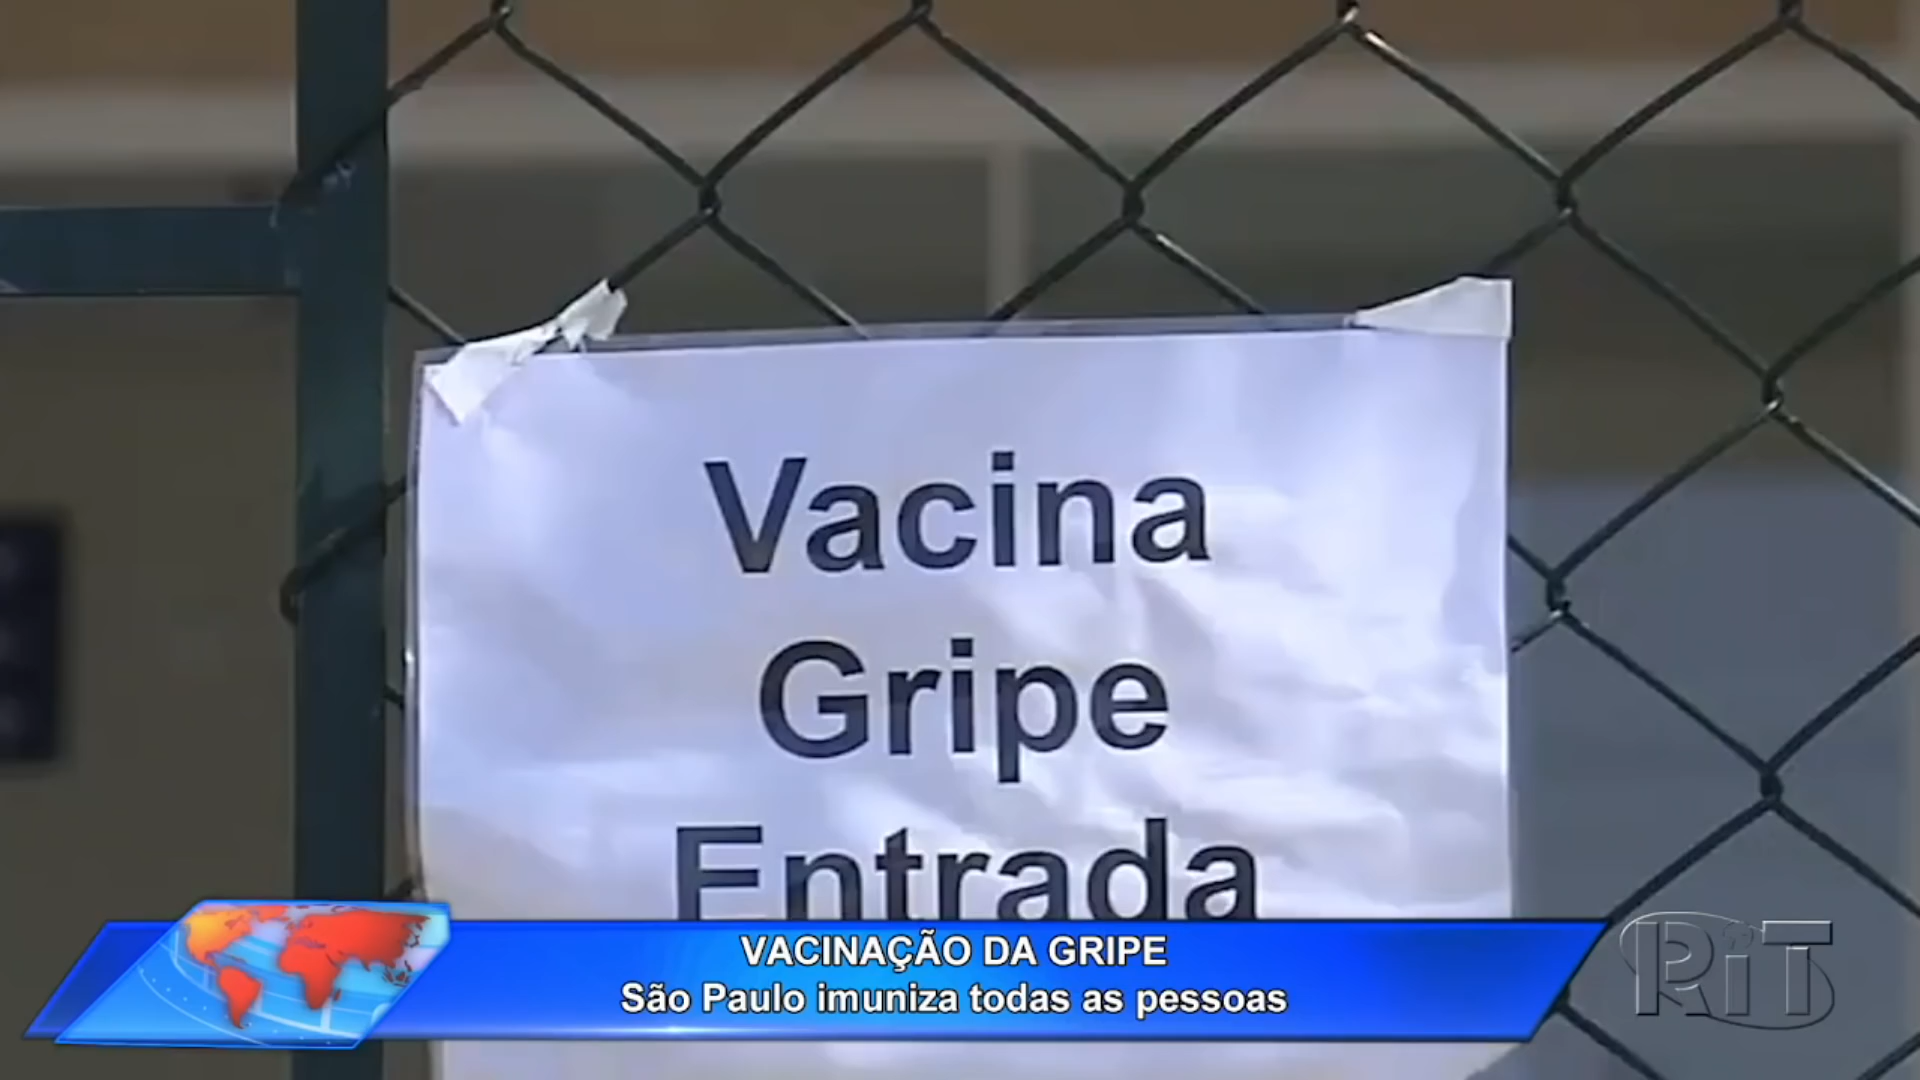 Vacina
Gripe
Entrada
VACINAÇÃO DA GRIPE
São Paulo imuniza todas as pessoas
RiT